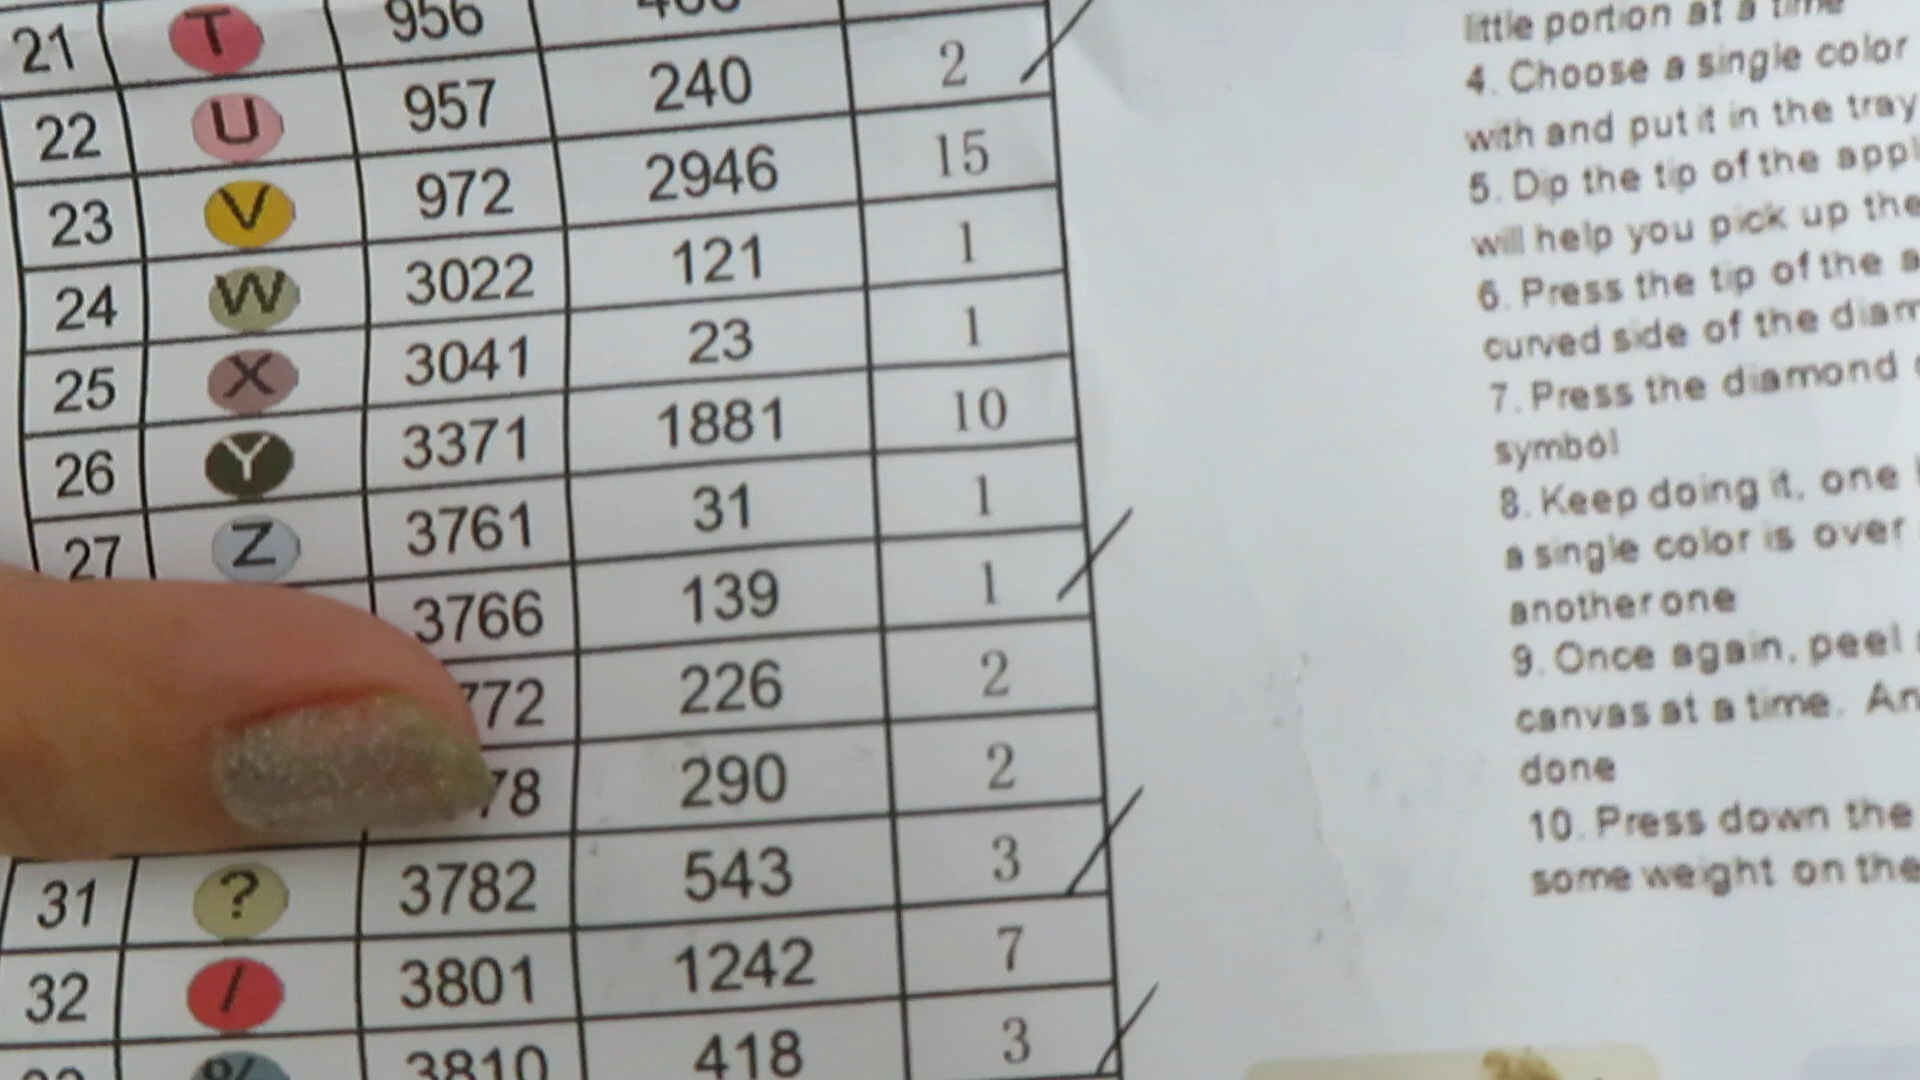 21 T 956
22 U 957 240 2
23 V 972 2946 15
24 W 3022 121 1
25 X 3041 23 1
26 Y 3371 1881 10
27 Z 3761 31 1
3766 139 1
772 226 2
78 290 2
31 ? 3782 543 3
32 / 3801 1242 7
% 3810 418 3
little portion at a time
4. Choose a single color
with and put it in the tray
5. Dip the tip of the appl
will help you pick up the
6. Press the tip of the a
curved side of the diam
7. Press the diamond
symbol
8. Keep doing it, one
a single color is over
another one
9. Once again, peel
canvas at a time. An
done
10. Press down the
some weight on the